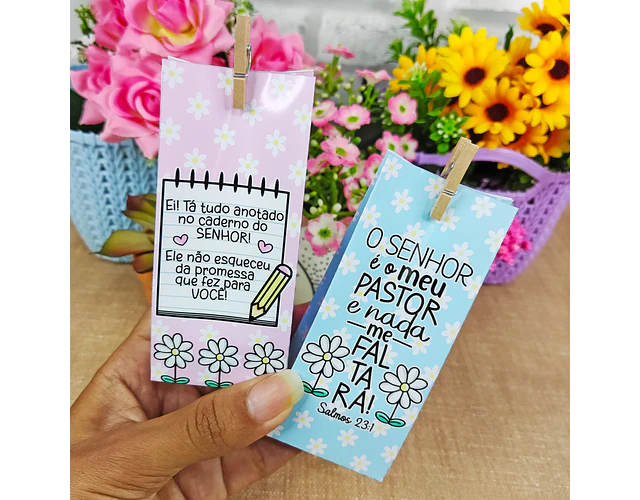 Ei! Tá tudo anotado
no caderno do
SENHOR!
Ele não esqueceu
da promessa
que fez para
VOCÊ!
O SENHOR
é o meu
PASTOR
e nada
me
FAL
TA
RÁ!
Salmos 23:1